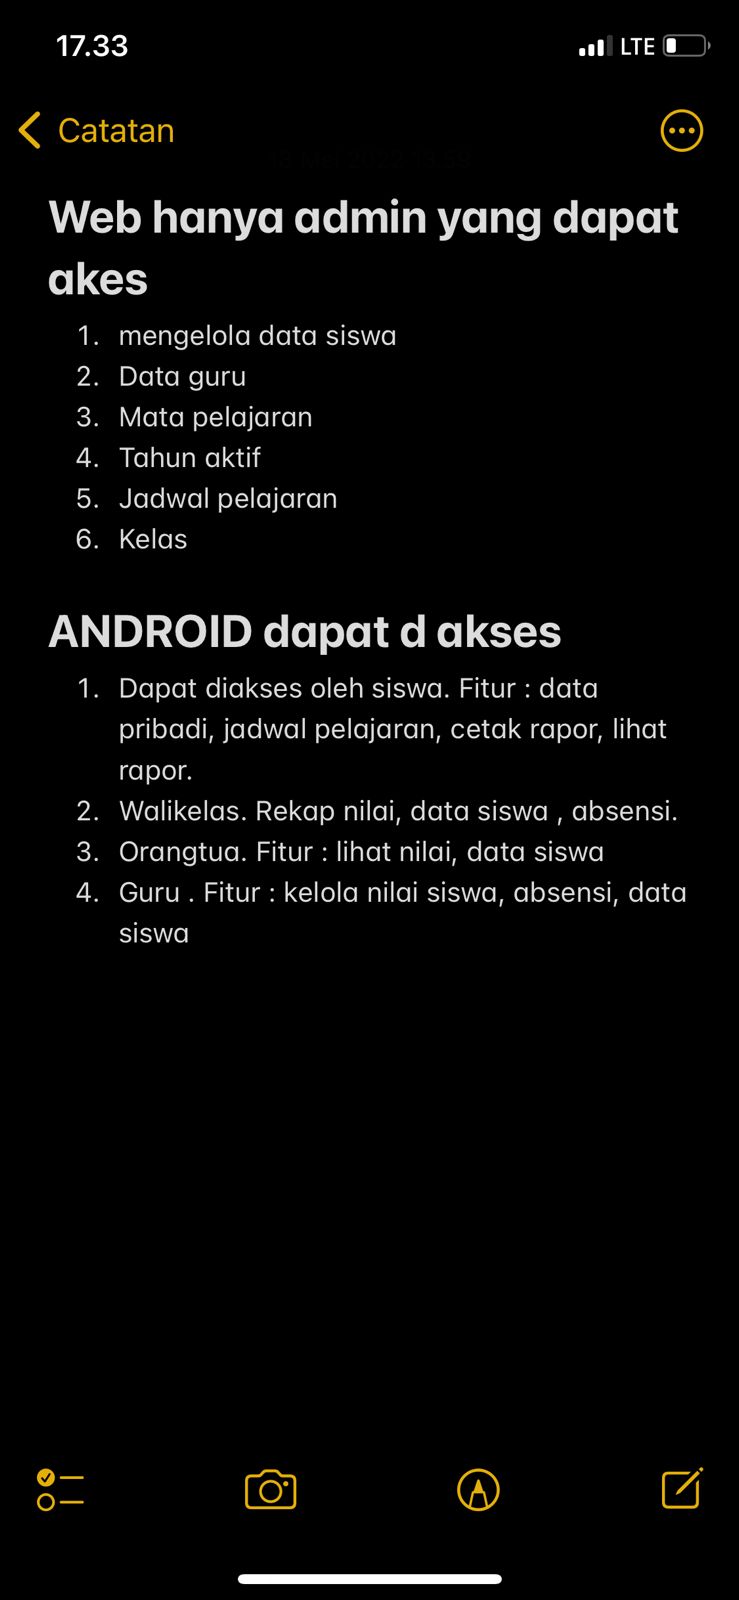 17.33
LTE
Catatan
Web hanya admin yang dapat
akes
1. mengelola data siswa
2. Data guru
3. Mata pelajaran
4. Tahun aktif
5. Jadwal pelajaran
6. Kelas
ANDROID dapat d akses
1. Dapat diakses oleh siswa. Fitur : data
pribadi, jadwal pelajaran, cetak rapor, lihat
rapor.
2. Walikelas. Rekap nilai, data siswa , absensi.
3. Orangtua. Fitur : lihat nilai, data siswa
4. Guru . Fitur : kelola nilai siswa, absensi, data
siswa